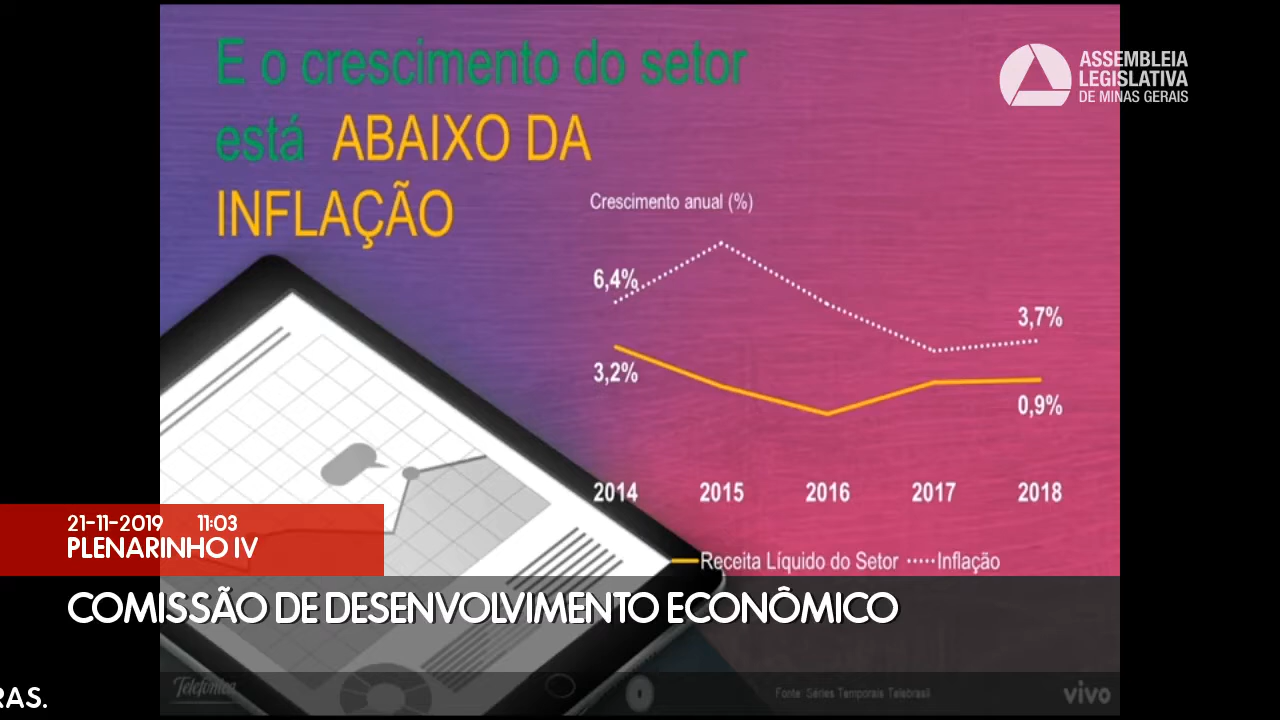 E o crescimento do setor
está ABAIXO DA
INFLAÇÃO
ASSEMBLEIA
LEGISLATIVA
DE MINAS GERAIS
Crescimento anual (%)
6,4%
3,7%
3,2%
0,9%
2014 2015 2016 2017 2018
Receita Líquido do Setor Inflação
21-11-2019 11:03
PLENARINHO IV
COMISSÃO DE DESENVOLVIMENTO ECONÔMICO
Telefónica
Fonte: Séries Temporais Telebrasil
vivo
RAS.